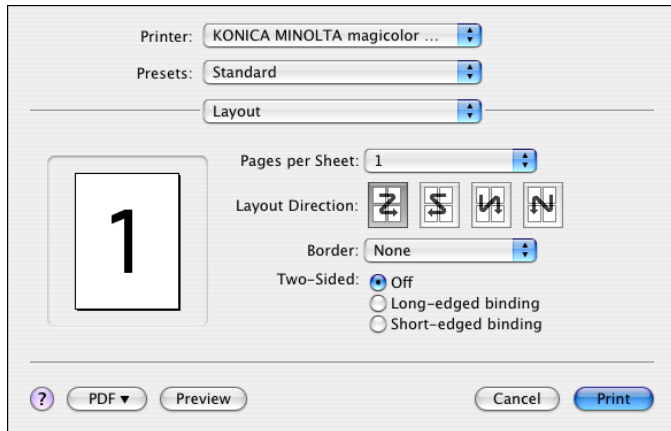 Printer: KONICA MINOLTA magicolor ...
Presets: Standard
Layout
Pages per Sheet: 1
1
Layout Direction:
Border: None
Two-Sided: Off
Long-edged binding
Short-edged binding
? PDF ▼ Preview Cancel Print